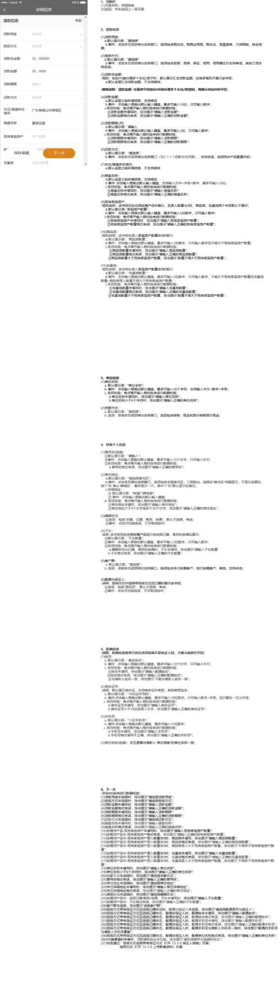 ●●●○○ Kwok 100 %
详细信息
贷款信息 收起
贷款用途 请选择
担保方式 请选择
贷款总金额 30，000000
贷款金额 30，0000
贷款期限 请输入
还款方式 请选择
车位/楼盘所在城市 广东省佛山市禅城区
楼盘名称 星语花园
现有家庭房产 房产数量
保存草稿 下一步
宅基地 宅基地数量
1、导航栏
(1)页面名称：详细信息
(2)返回：点击返回上一级页面
2、贷款信息
(1)贷款用途：
a.默认提示语：“请选择”
b.事件：点击条目底部弹出选择窗口，选项包含购住宅、购商业用房、购车位、房屋装修、大宗购物、综合消费；
(2)担保方式：
a.默认提示语：“请选择”
b.事件：点击条目底部弹出选择窗口，选项包含抵押、质押、保证、信用，信用模式只支持单选，其他三项支持多选；
(3)贷款总金额：
-规则：如在H5端办理多个车位/房子时，默认展示汇总贷款金额，没有多笔则不展示该字段；
a.默认返显汇总贷款金额，不支持修改；
-规则说明：贷款金额- 宅基地字段如在H5端办理多个车位/房贷时，则展示对应N块字段；
(4)贷款金额：
a.默认返显之前所填信息，支持修改
b.事件：点击输入框唤出默认输入键盘，最多可输入10位，只可输入数字；
c.条目校验：焦点离开输入框时按序进行数据校验；
①贷款金额未填写时，浮出提示“请输入贷款金额”；
②贷款金额格式有误，浮出提示“请输入正确的贷款金额”；
(5)贷款期限:(月)
a.默认提示语：请输入
b.事件：点击输入框唤出默认输入键盘，最多可输入2位，只可输入数字；
c.条目校验：焦点离开输入框时按序进行数据校验；
①贷款期限未填写时，浮出提示“请输入贷款期限”；
②贷款期限格式有误，浮出提示“请输入正确的贷款期限”；
(6)还款方式：
a.默认提示语：“请选择”；
b.事件：点击条目底部弹出选择窗口（见2-1-1-1还款方式页面），支持多选，选项同步产品配置中的；
(7)车位/楼盘所在城市：
a.默认返显之前所填信息，不支持修改
(8)楼盘名称：
a.默认返显之前所填信息，支持修改
b.事件: 点击输入框唤出默认输入键盘，支持输入汉字+字母+数字，最多可输入30位；
c.条目校验：焦点离开输入框时按序进行数据校验；
①楼盘名称未填写时，浮出提示“请输入楼盘名称”；
②楼盘名称格式有误，浮出提示“请输入正确的楼盘名称”；
(9)现有家庭房产：
-规则说明：该字段仅在住房按揭产品中展示，且录入数量为0时，商品房、宅基地两个字段默认不展示；
a.默认提示语：“家庭房产数量”；
b.事件：点击输入框唤出默认键盘，最多可输入5位数字，只可输入数字；
c.条目校验：焦点离开输入框时按序进行数据校验；
①现有家庭房产未填写时，浮出提示“请输入现有家庭房产数量”；
②现有家庭房产数量格式有误，浮出提示“请输入正确的现有家庭房产数量”；
(10)商品房：
-规则说明：该字段在录入家庭房产数量非0时展示；
a.默认提示语：“商品房数量”；
b.事件：点击输入框唤出默认键盘，最多可输入5位数字，只可输入数字且不能大于现有家庭房产数量；
c.条目校验：焦点离开输入框时按序进行数据校验；
①商品房数量未填写时，浮出提示“请输入商品房数量”；
②商品房数量格式有误，浮出提示“请输入正确的商品房数量”；
③商品房数量大于现有家庭房产数量，浮出提示“数量不得大于现有家庭房产数量”；
(11)宅基地：
-规则说明：该字段在录入家庭房产数量非0时展示；
a.默认提示语：“宅基地数量”；
b.事件：点击输入框唤出默认键盘，最多可输入5位数字，只可输入数字，不能大于现有家庭房产数量且宅基地数量+商品房录入数量不得大于现有家庭房产数量；
c.条目校验：焦点离开输入框时按序进行数据校验；
①宅基地数量未填写时，浮出提示“请输入宅基地数量”；
②宅基地数量格式有误，浮出提示“请输入正确的宅基地数量”；
③宅基地数量大于现有家庭房产数量，浮出提示“数量不得大于现有家庭房产数量”；
3、单位信息
(1)单位名称：
a. 默认提示语：“单位全称”；
b. 事件：点击输入框唤出默认键盘，最多可输入30个字符，支持输入中文+数字+字母；
c. 条目校验：焦点离开输入框时按序进行数据校验；
a.单位名称未填写时，浮出提示“请输入单位名称”，
b.单位名称少于6个字符时，浮出提示“请输入正确的单位名称”；
(2)发薪方式：
a. 默认提示语：“请选择”；
b. 选项：点击条目底部弹出选择窗口，选项包含转账、现金和部分转账部分现金；
4、其他个人信息
(1)曾用名(选填)：
①默认提示语：“请输入”；
②事件：点击输入框唤出默认键盘，最多可输入10个汉字，只可输入中文；
③条目校验：焦点离开输入框时按序进行数据校验；
a.曾用名格式有误，浮出提示“请输入正确的曾用名”；
(2)常住地址：
a.默认提示语：“请选择省市区”；
b.事件：点击条目弹出选择窗口，选项包括全国省市区，三级联动，选择后“省市区”间隔显示，不显示后缀名，例“广东 佛山 禅城区”，最多显示一行，其中“广东”默认显示在首位；
c.详细地址：
①.默认提示语：“街道门牌信息”；
②.事件：点击输入框唤出默认输入键盘；
d. 条目校验：焦点离开输入框时按序进行数据校验；
①常住地址未填写，浮出提示“请输入常住地址”；
②常住地址少于5个汉字或多于30个汉字，浮出提示“请输入正确的常住地址”；
(3)婚姻状况：
①选项：包括“未婚、已婚、离异、丧偶”，默认不选择，单选；
②事件：点击可切换选项，不可取消选中；
(4)子女：
-说明: 该字段仅在住房按揭产品且只有选择已婚、离异和丧偶后展示；
①默认提示语：“子女数量”；
②事件：点击输入框唤出默认键盘，最多可输入2位数字，只可输入数字；
③条目校验：焦点离开输入框时按序进行数据校验；
a.婚姻状况为已婚、离异和丧偶时，子女未填写，浮出提示“请输入子女数量”
b.子女格式有误，浮出提示“请输入正确的子女数量”；
(5)客户群：
a. 默认提示语：“请选择”；
b. 选项：点击条目底部弹出选择窗口，选项包含本行按揭客户、他行按揭客户、其他，支持多选；
(6)配偶为保证人：
-说明：担保方式中选择带担保方式且已婚时展示该字段；
①选项：包括“是和否”，默认不选择，单选；
②事件：点击可切换选项，不可取消选中；
4、配偶信息
-说明：配偶信息表单只有在选择配偶不是保证人时，才展示此部分字段；
(1)姓名：
a. 默认提示语：“真实姓名”；
b. 事件：点击输入框唤出默认键盘，最多可输入10个汉字，只可输入中文；
c. 条目校验：焦点离开输入框时按序进行数据校验；
①姓名未填写，浮出提示“请输入配偶姓名”；
②姓名格式有误，浮出提示“请输入正确的配偶姓名”；
③与借款人姓名一致，浮出提示“不能与借款人姓名一致”；
(2)身份证号：
-说明：默认展示身份证，支持修改证件类型，其他类型包含；
a. 默认提示语：“18位证件号码”；
b. 事件:点击输入框唤出默认键盘，最多可输入18位数字，只可输入数字+字母，且只最后一位为字母；
c. 条目校验：焦点离开输入框时按序进行数据校验；
a.身份证号未填写，浮出提示“请输入身份证号”；
b.身份证号少于18位或录入汉字，浮出提示“请输入正确的身份证号”；
(2)手机号：
a. 默认提示语：“11位手机号”；
b. 事件:点击输入框唤出默认键盘，最多可输入11位数字；
c. 条目校验：焦点离开输入框时按序进行数据校验；
a.手机号未填写，浮出提示“请输入手机号”；
b.手机号格式填写不正确，浮出提示“请输入正确的手机号”；
(3)单位名称(选填)：交互逻辑与借款人“单位信息”的单位名称一致；
5、下一步
-点击btn按序进行数据校验；
(1)贷款用途未选择时，浮出提示“请选择贷款用途”；
(2)担保方式未选择时，浮出提示“请选择担保方式”；
(3)贷款金额未填写时，浮出提示“请输入贷款金额”；
(4)贷款金额格式有误，浮出提示“请输入正确的贷款金额”；
(5)贷款期限未填写时，浮出提示“请输入贷款期限”；
(6)贷款期限格式有误，浮出提示“请输入正确的贷款期限”；
(7)还款方式未选择时，浮出提示“请选择还款方式”；
(8)楼盘名称未填写时，浮出提示“请输入楼盘名称”；
(9)楼盘名称格式有误，浮出提示“请输入正确的楼盘名称”；
(10)按揭贷产品-现有家庭房产未填写时，浮出提示“请输入现有家庭房产数量”；
(11)按揭贷产品中-现有家庭房产格式有误，浮出提示“请输入正确的现有家庭房产数量”；
(12)按揭贷产品中-现有家庭房产录入数量非0时，商品房未填写，浮出提示“请输入商品房数量”；
(13)按揭贷产品中-现有家庭房产录入数量非0时，商品房格式有误，浮出提示“请输入正确的商品房数量”；
(14)按揭贷产品中-现有家庭房产录入数量非0时，商品房录入大于现有家庭房产数量，浮出提示“不得多于现有家庭房产数量”；
(15)按揭贷产品中-现有家庭房产录入数量非0时，宅基地未填写，浮出提示“请输入宅基地数量”；
(16)按揭贷产品中-现有家庭房产录入数量非0时，宅基地格式有误，浮出提示“请输入正确的宅基地数量”；
(17)按揭贷产品中-现有家庭房产录入数量非0时，宅基地录入大于现有家庭房产数量，浮出提示“不得多于现有家庭房产数量”；
(18)单位名称未填写时，浮出提示“请输入单位名称”，
(19)单位名称少于6个字符时，浮出提示“请输入正确的单位名称”；
(20)发薪方式未选择时，浮出提示“请选择发薪方式”；
(21)曾用名格式有误，浮出提示“请输入正确的曾用名”；
(22)常住地址未选择时，浮出提示“请选择常住地址”；
(23)常住详细地址未填写时，浮出提示“请输入常住详细地址”；
(24)常住详细地址格式有误，浮出提示“请输入正确的常住地址”；
(25)婚姻状况未选择时，浮出提示“请选择婚姻状况”；
(26)按揭贷产品中 - 选择已婚/离异/丧偶，子女未填写时，浮出提示“请输入子女数量”；
(27)按揭贷产品中 - 子女格式有误，浮出提示“请输入正确的子女数量”；
(28)客户群未选择，浮出提示“选择客户群”；
(29)担保方式带有保证方式且选择已婚状态时，配偶为保证人未选择，浮出提示“请选择配偶是否为保证人”；
(29)担保方式带有保证方式且选择已婚状态，配偶非保证人时，配偶姓名未填写，浮出提示“请输入配偶姓名”；
(30)担保方式带有保证方式且选择已婚状态，配偶非保证人时，配偶姓名格式有误，浮出提示“请输入正确的配偶姓名”；
(31)担保方式带有保证方式且选择已婚状态，配偶非保证人时，配偶手机号未填写，浮出提示“请输入配偶手机号”；
(32)担保方式带有保证方式且选择已婚状态，配偶非保证人时，配偶手机号格式有误，浮出提示“请输入正确的配偶手机号”；
(33)担保方式带有保证方式且选择已婚状态，配偶非保证人时，配偶手机号与借款人手机号一致时，浮出提示“配偶的手机号与借款人手机号重复”；
(34)担保方式带有保证方式且选择已婚状态，配偶非保证人时，配偶单位名称格式有误，浮出提示“请输入正确的单位名称”；
(36)H5端渠道的申请件，贷款授权协议未勾选，浮出提示“请先阅读并勾选授权协议”；
(37)校验通过：担保方式选择带有保证方式 打开「2-1-2 保证人信息」页面；
信用方式 打开「2-1-3 上传影像资料」页面